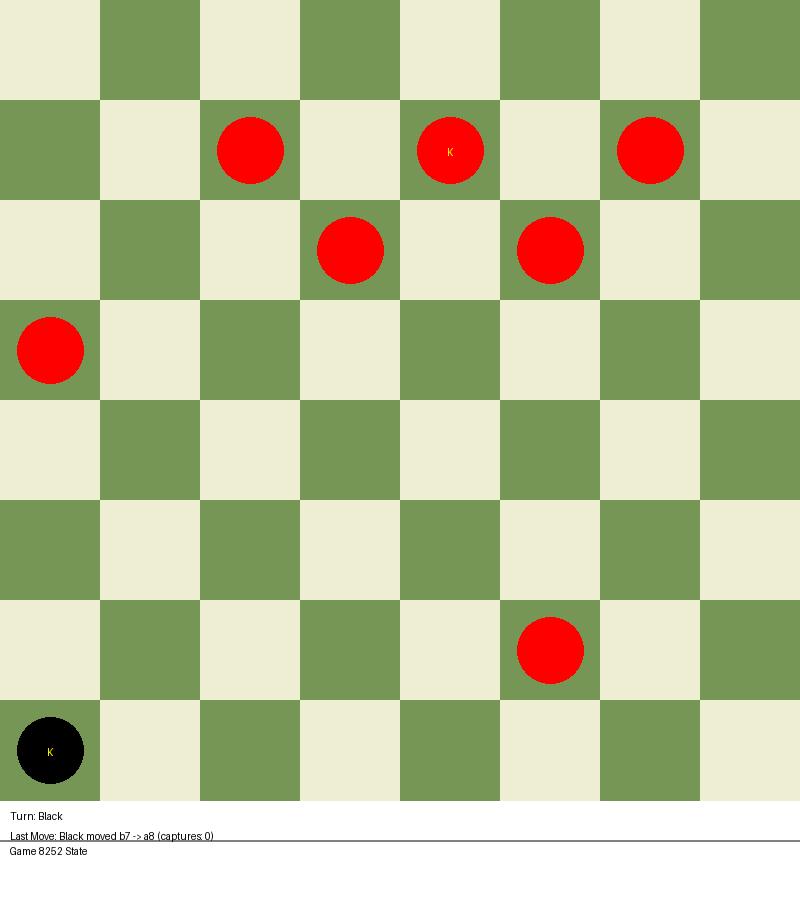 K
K
Turn: Black
Last Move: Black moved b7 -> a8 (captures: 0)
Game 8252 State